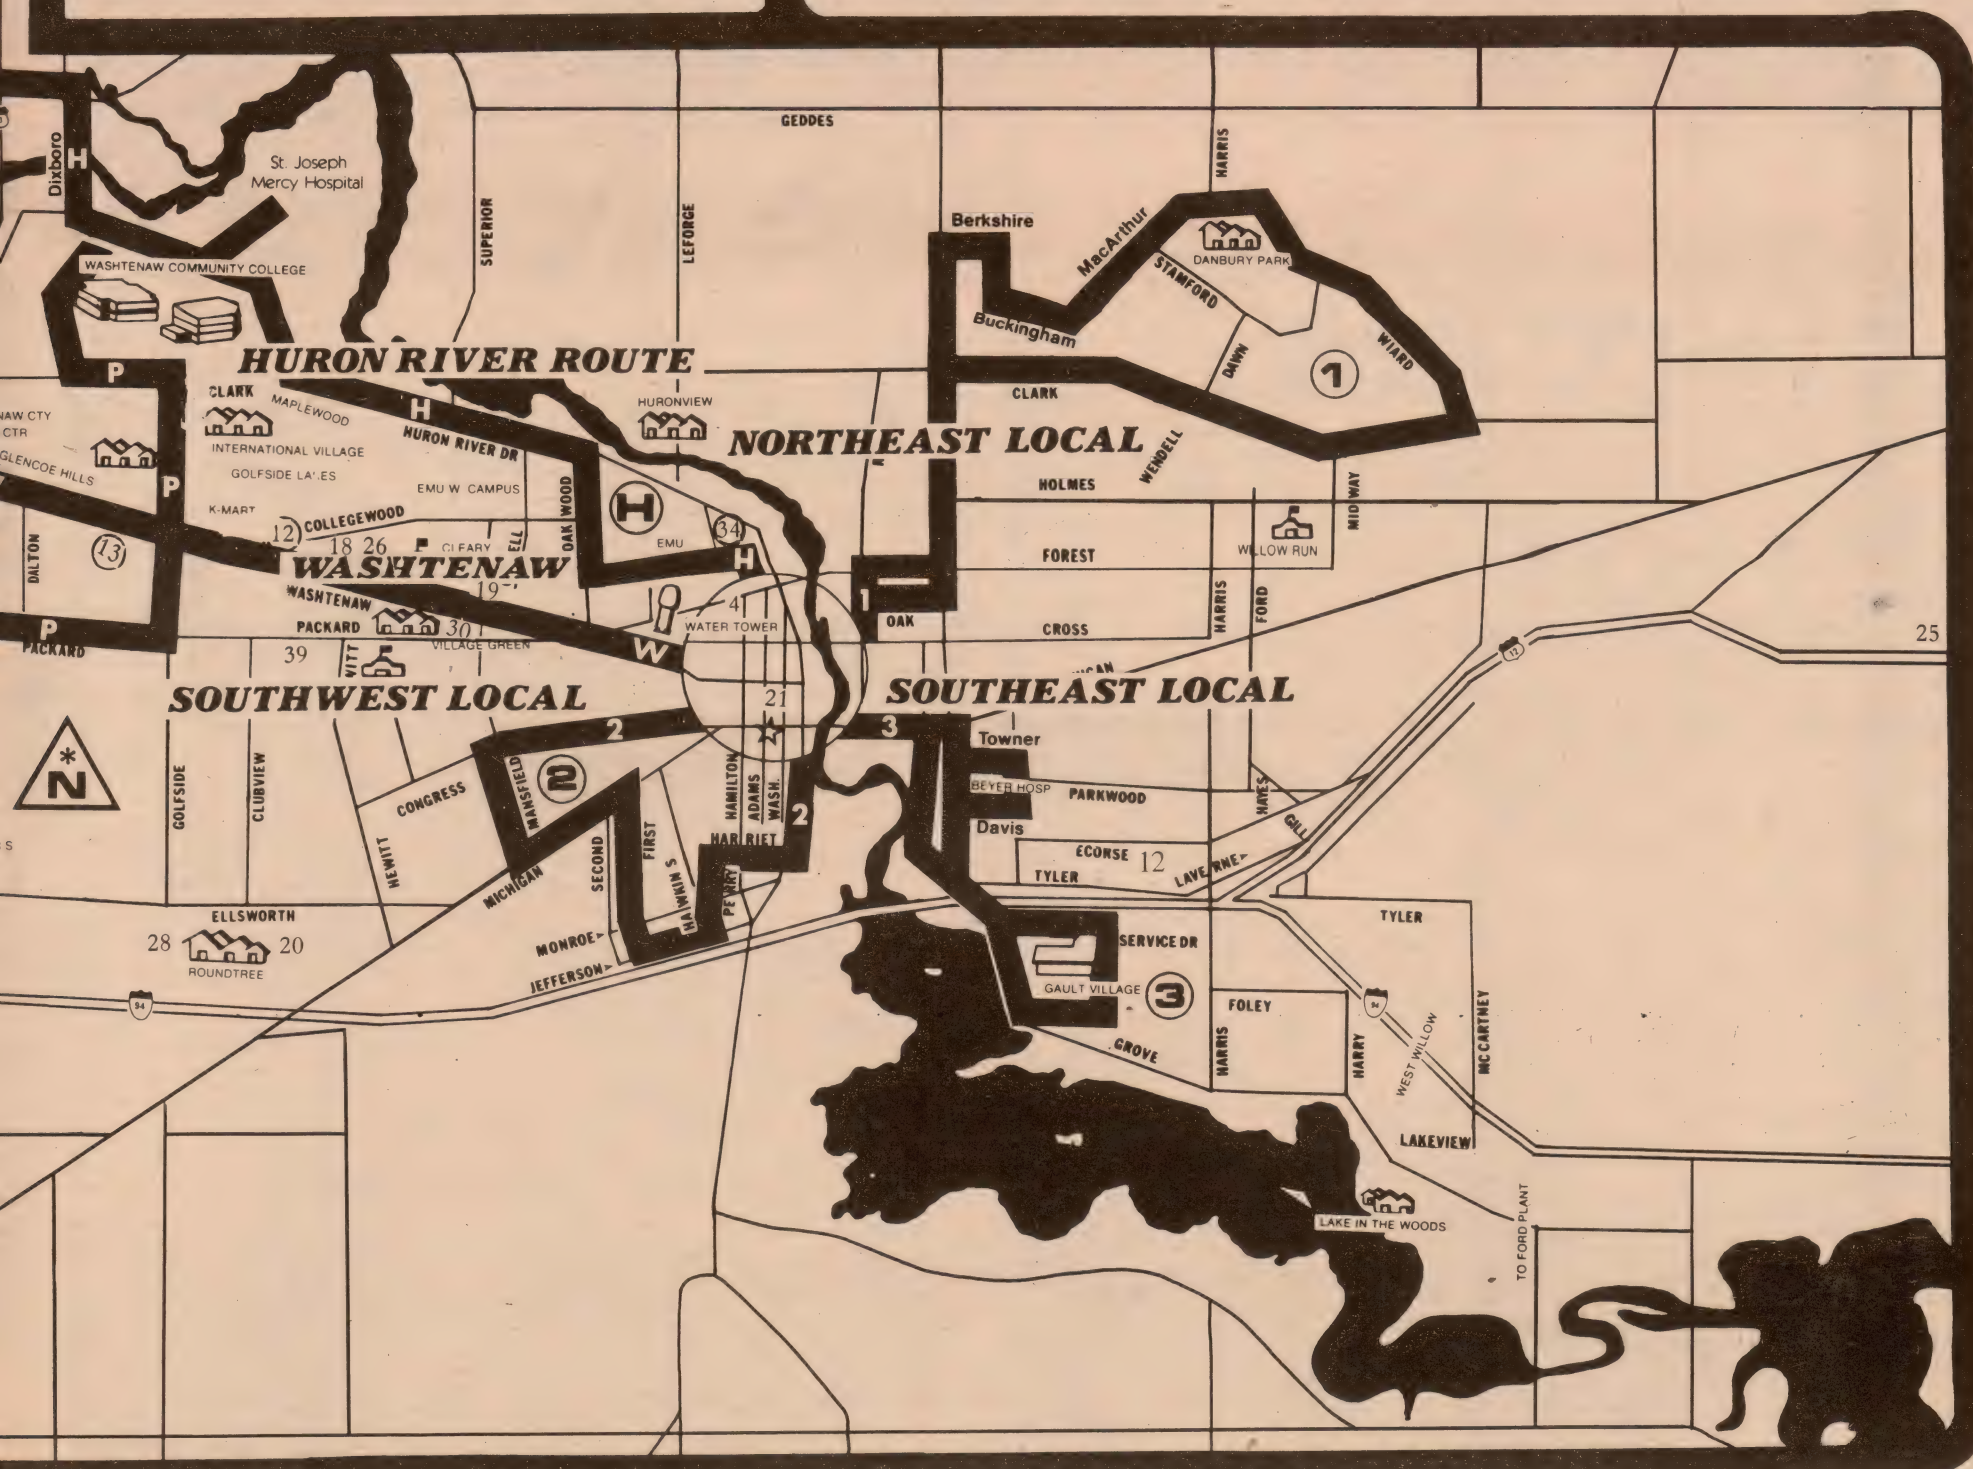 GEDDES
Dixboro
H
St. Joseph
Mercy Hospital
SUPERIOR
LEFORGE
HARRIS
Berkshire
MacArthur
DANBURY PARK
STAMFORD
Buckingham
DAWN
WIARD
1
WASHTENAW COMMUNITY COLLEGE
HURON RIVER ROUTE
P
CLARK
MAPLEWOOD
H
HURON RIVER DR
HURONVIEW
CLARK
NORTHEAST LOCAL
WENDELL
CTY
CTR
GLENCOE HILLS
INTERNATIONAL VILLAGE
GOLFSIDE
P
EMU W. CAMPUS
OAK WOOD
H
HOLMES
MIDWAY
K-MART
12
COLLEGEWOOD
18 26
CLEARY
34
EMU
H
FOREST
WILLOW RUN
DALTON
13
WASHTENAW
19
WASHTENAW
HARRIS
FORD
P
PACKARD
PACKARD
30
VILLAGE GREEN
39
W
4
WATER TOWER
1
OAK
CROSS
25
12
SOUTHWEST LOCAL
21
SOUTHEAST LOCAL
2
3
Towner
*
N
GOLFSIDE
CLUBVIEW
CONGRESS
MANSFIELD
2
HAMILTON
ADAMS
WASH.
2
BEYER HOSP
PARKWOOD
HAYES
GILL
Davis
HEWITT
MICHIGAN
SECOND
FIRST
HARRIET
HAWKINS
PERRY
ECORSE
12
LAVERNE
TYLER
ELLSWORTH
28
20
ROUNDTREE
MONROE
JEFFERSON
TYLER
SERVICE DR
GAULT VILLAGE
3
94
94
FOLEY
GROVE
HARRIS
HARRY
WEST WILLOW
MCCARTNEY
LAKEVIEW
LAKE IN THE WOODS
TO FORD PLANT